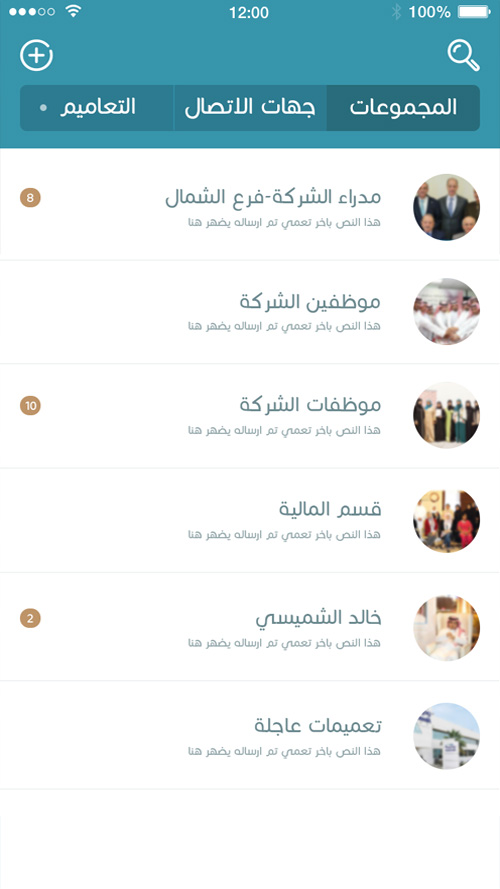 12:00
100%
المجموعات
جهات الاتصال
التعاميم
مدراء الشركة-فرع الشمال
هذا النص باخر تعمي تم ارساله يضهر هنا
8
موظفين الشركة
هذا النص باخر تعمي تم ارساله يضهر هنا
موظفات الشركة
هذا النص باخر تعمي تم ارساله يضهر هنا
10
قسم المالية
هذا النص باخر تعمي تم ارساله يضهر هنا
خالد الشميسي
هذا النص باخر تعمي تم ارساله يضهر هنا
2
تعميمات عاجلة
هذا النص باخر تعمي تم ارساله يضهر هنا